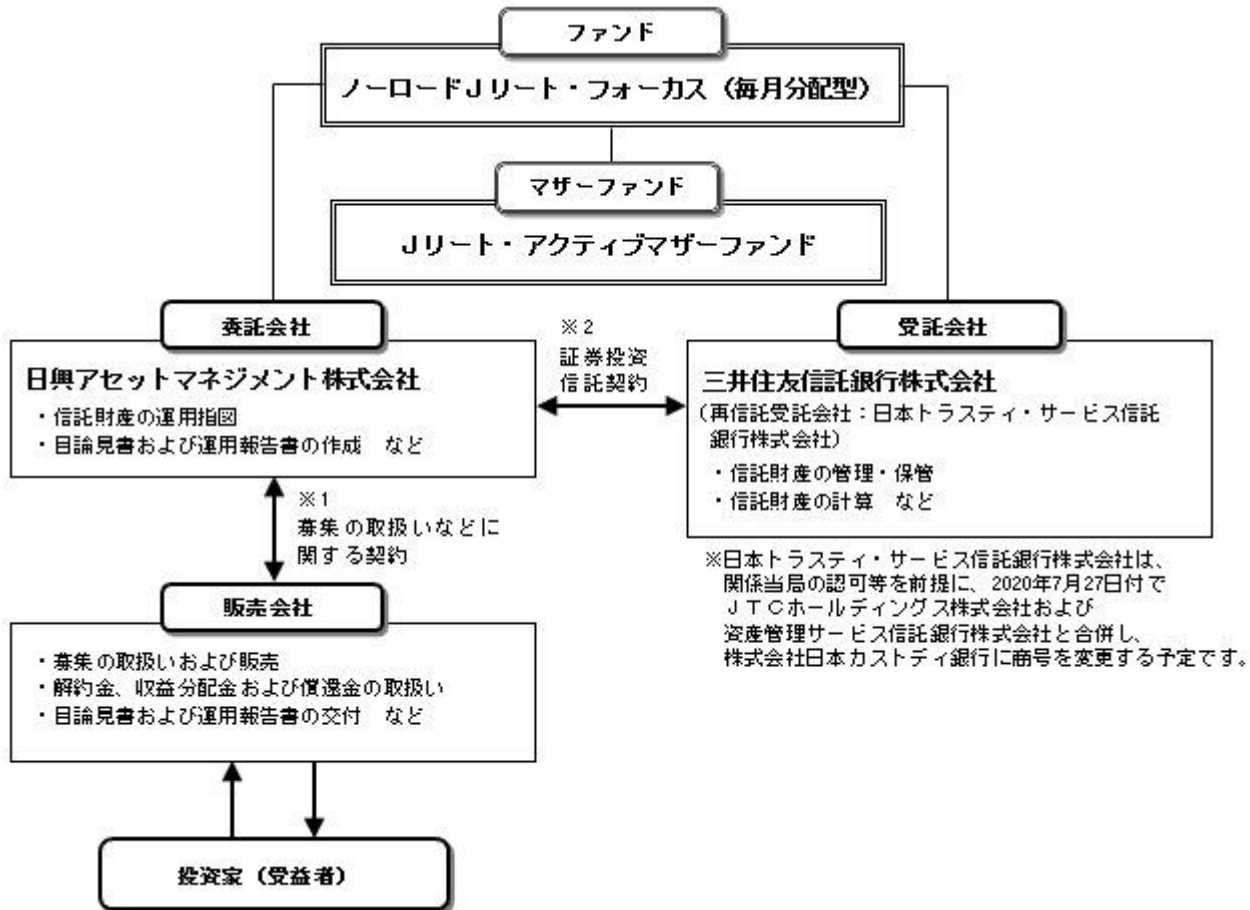 ファンド
ノーロードJリート・フォーカス（毎月分配型）
マザーファンド
Jリート・アクティブマザーファンド
委託会社
日興アセットマネジメント株式会社
・信託財産の運用指図
・目論見書および運用報告書の作成　など
※2
証券投資
信託契約
受託会社
三井住友信託銀行株式会社
（再信託受託会社：日本トラスティ・サービス信託
銀行株式会社）
・信託財産の管理・保管
・信託財産の計算　など
※1
募集の取扱いなどに
関する契約
※日本トラスティ・サービス信託銀行株式会社は、
関係当局の認可等を前提に、2020年7月27日付で
JTCホールディングス株式会社および
資産管理サービス信託銀行株式会社と合併し、
株式会社日本カストディ銀行に商号を変更する予定です。
販売会社
・募集の取扱いおよび販売
・解約金、収益分配金および償還金の取扱い
・目論見書および運用報告書の交付　など
投資家（受益者）